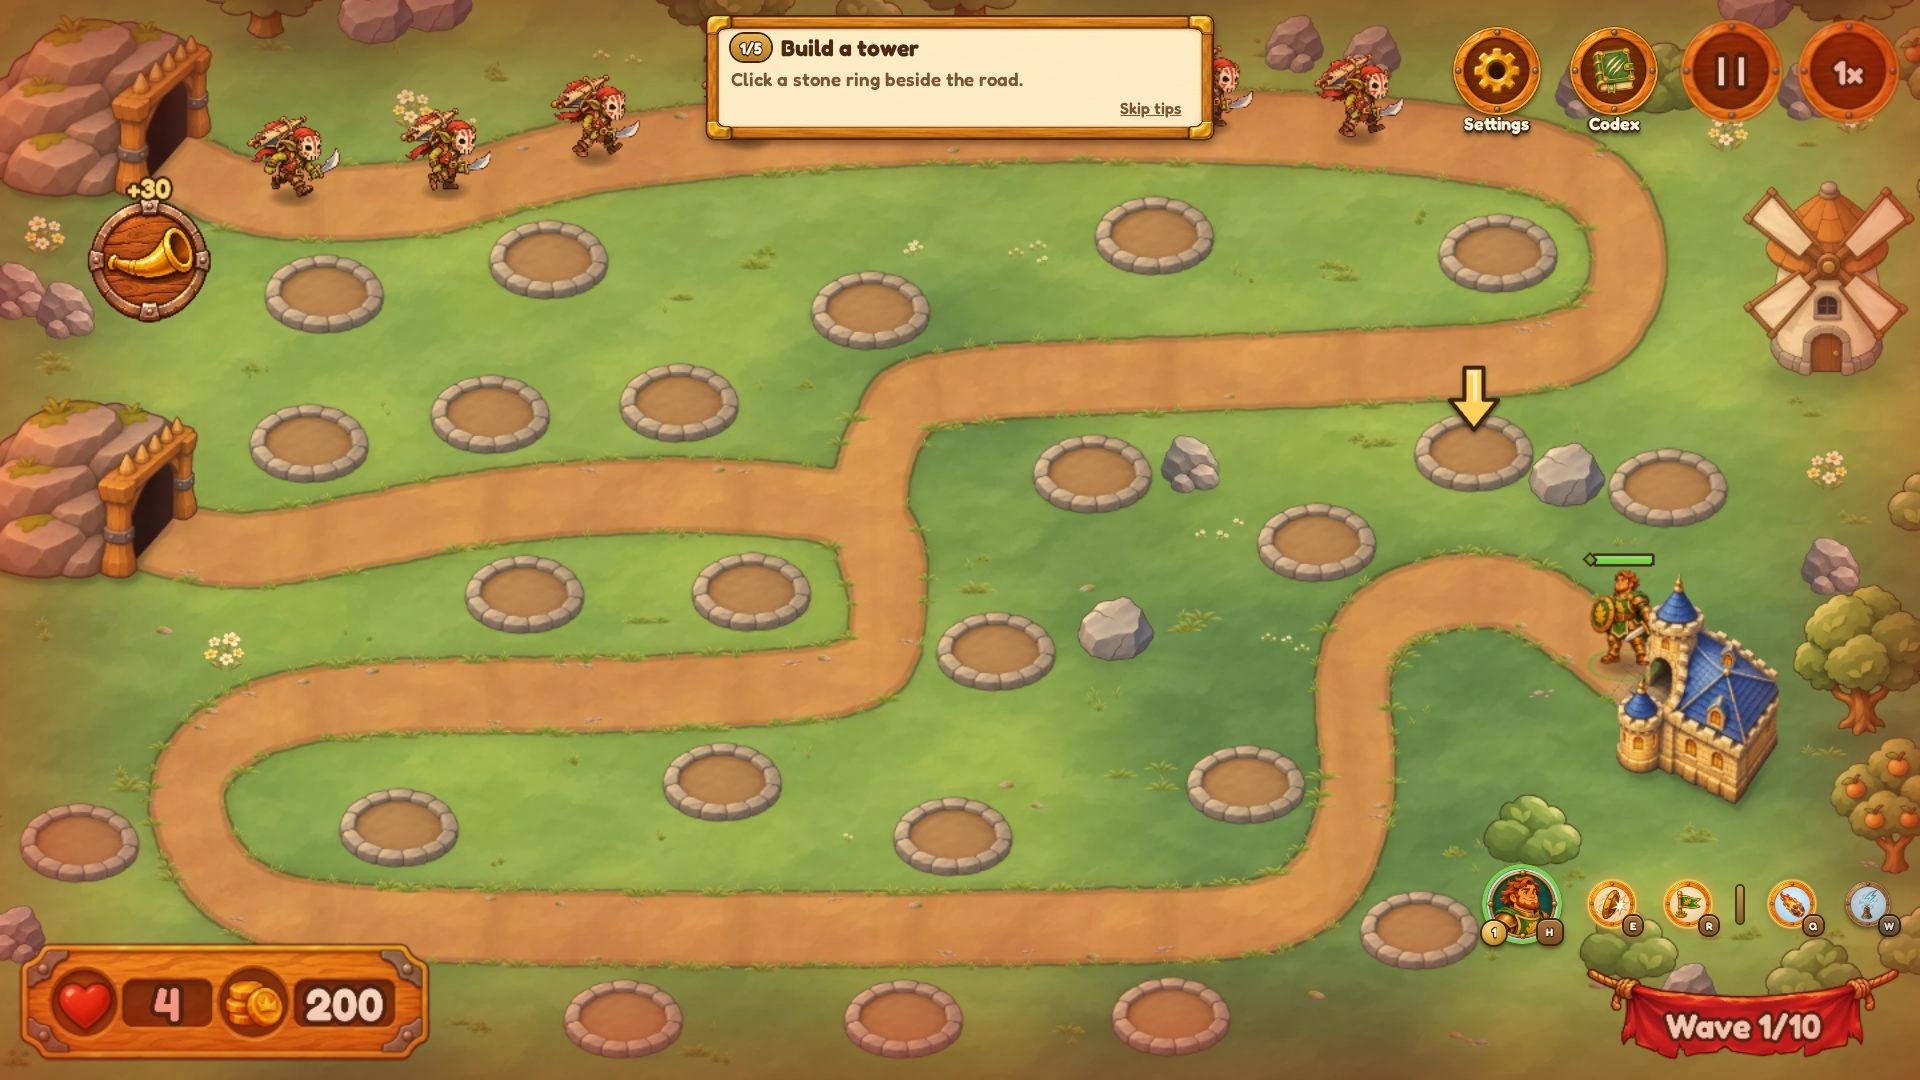 1/5 Build a tower
Click a stone ring beside the road.
Skip tips
1x
Settings
Codex
+30
1
H
E
R
Q
W
4
200
Wave 1/10